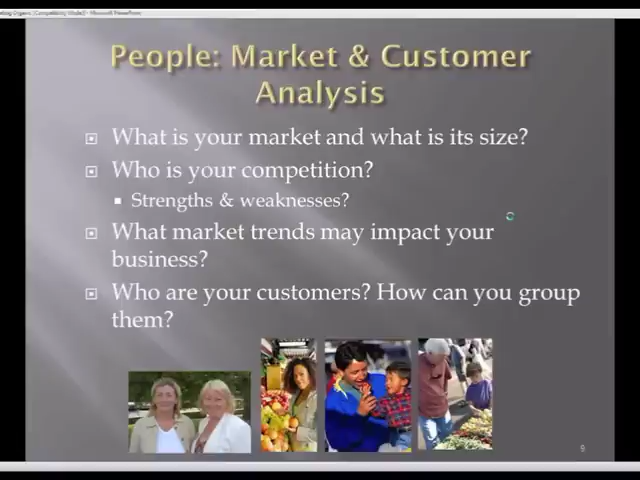 People: Market & Customer
Analysis
What is your market and what is its size?
Who is your competition?
Strengths & weaknesses?
What market trends may impact your
business?
Who are your customers? How can you group
them?
9